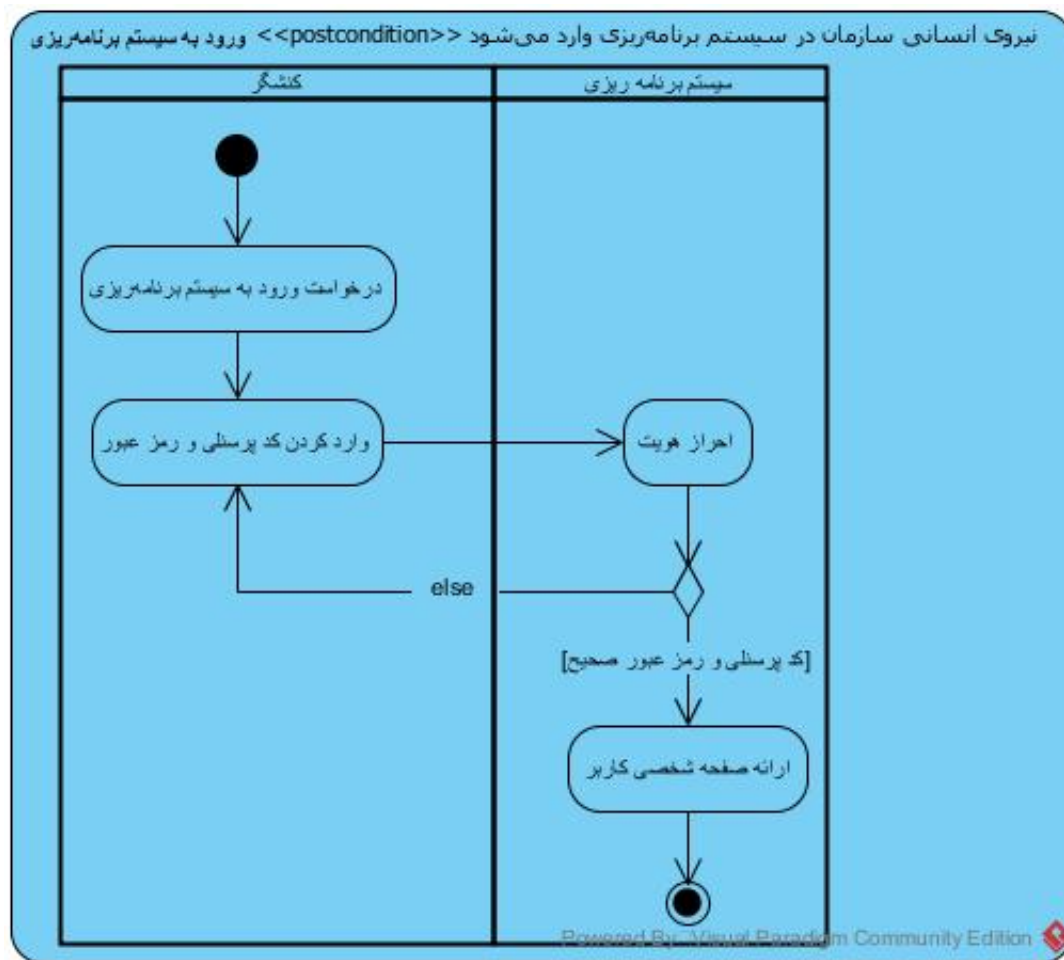 ورود به سیستم برنامه‌ریزی <<postcondition>> نیروی انسانی سازمان در سیستم برنامه‌ریزی وارد می‌شود
کنشگر
سیستم برنامه ریزی
درخواست ورود به سیستم برنامه‌ریزی
وارد کردن کد پرسنلی و رمز عبور
احراز هویت
else
[کد پرسنلی و رمز عبور صحیح]
ارائه صفحه شخصی کاربر
Powered By Visual Paradigm Community Edition